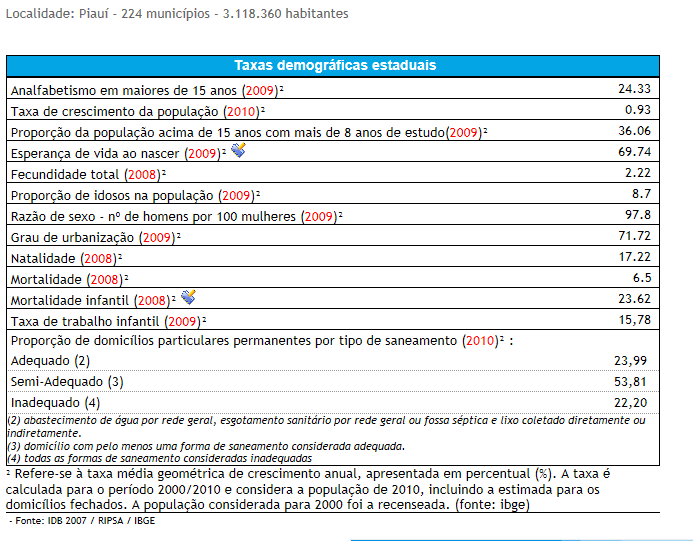 Localidade: Piauí - 224 municípios - 3.118.360 habitantes
Taxas demográficas estaduais
Analfabetismo em maiores de 15 anos (2009)² 24.33
Taxa de crescimento da população (2010)² 0.93
Proporção da população acima de 15 anos com mais de 8 anos de estudo(2009)² 36.06
Esperança de vida ao nascer (2009)² 69.74
Fecundidade total (2008)² 2.22
Proporção de idosos na população (2009)² 8.7
Razão de sexo - nº de homens por 100 mulheres (2009)² 97.8
Grau de urbanização (2009)² 71.72
Natalidade (2008)² 17.22
Mortalidade (2008)² 6.5
Mortalidade infantil (2008)² 23.62
Taxa de trabalho infantil (2009)² 15,78
Proporção de domicílios particulares permanentes por tipo de saneamento (2010)² :
Adequado (2) 23,99
Semi-Adequado (3) 53,81
Inadequado (4) 22,20
(2) abastecimento de água por rede geral, esgotamento sanitário por rede geral ou fossa séptica e lixo coletado diretamente ou
indiretamente.
(3) domicílio com pelo menos uma forma de saneamento considerada adequada.
(4) todas as formas de saneamento consideradas inadequadas
² Refere-se à taxa média geométrica de crescimento anual, apresentada em percentual (%). A taxa é
calculada para o período 2000/2010 e considera a população de 2010, incluindo a estimada para os
domicílios fechados. A população considerada para 2000 foi a recenseada. (fonte: ibge)
- Fonte: IDB 2007 / RIPSA / IBGE